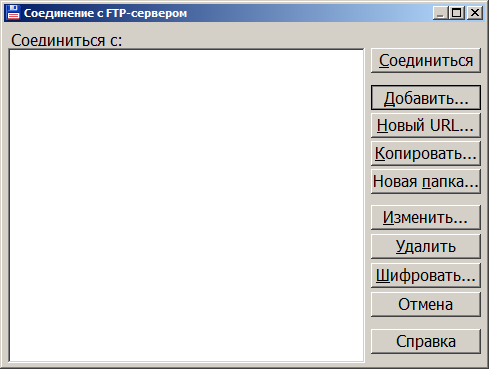 Соединение с FTP-сервером
Соединиться с:
Соединиться
Добавить...
Новый URL...
Копировать...
Новая папка...
Изменить...
Удалить
Шифровать...
Отмена
Справка